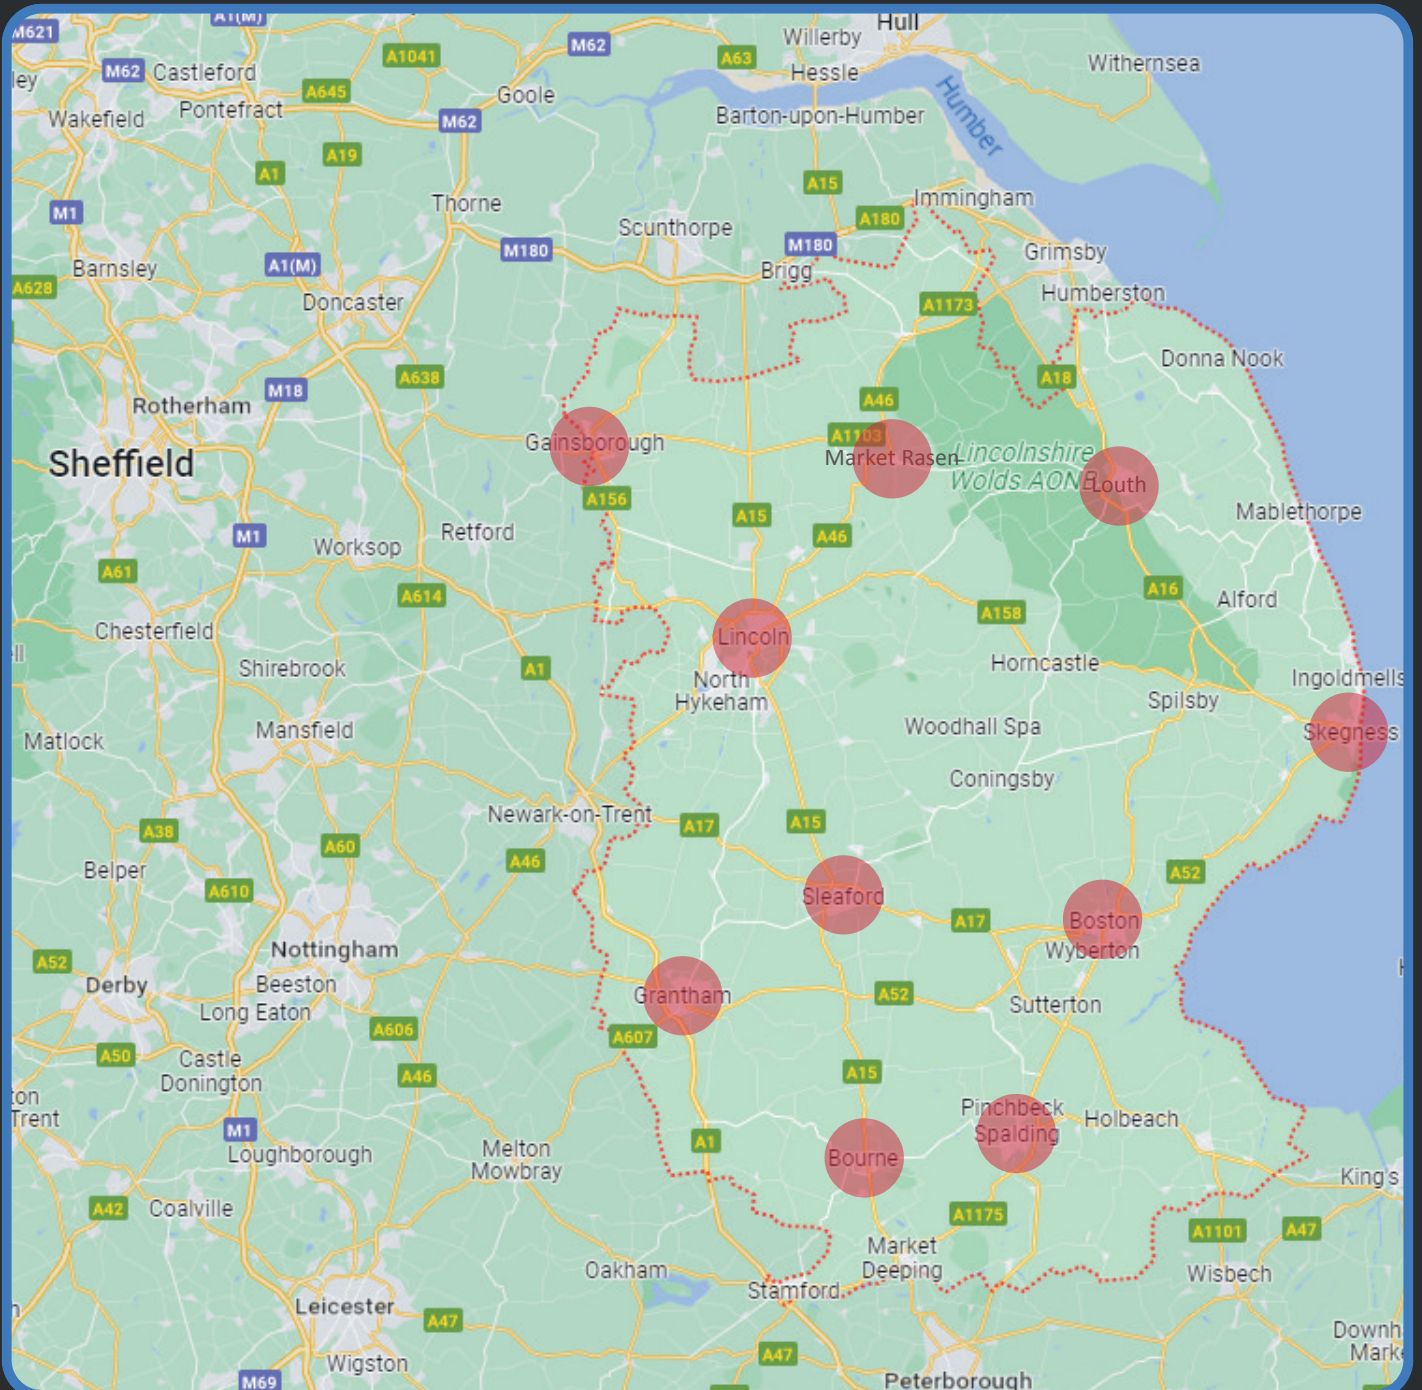 A1(M)
Hull
M621
Willerby
M62
A1041
A63
Withernsea
M62
Castleford
Hessle
ley
A645
Goole
Humber
Pontefract
Barton-upon-Humber
Wakefield
M62
A19
A1
A15
Immingham
M1
Thorne
A180
Scunthorpe
M180
M180
Grimsby
Barnsley
A1(M)
Brigg
A628
Humberston
Doncaster
A1173
Donna Nook
A638
A18
M18
A46
Rotherham
A1103
Gainsborough
Market Rasen
Lincolnshire
Wolds AONB
Sheffield
Louth
A156
A15
Mablethorpe
M1
Retford
A46
Worksop
A61
A614
A16
Alford
A158
Chesterfield
Lincoln
ll
Shirebrook
A1
Horncastle
North
Hykeham
Ingoldmells
Spilsby
Mansfield
Woodhall Spa
Skegness
Matlock
Coningsby
Newark-on-Trent
A17
A15
A38
A60
A46
A52
Belper
A610
Sleaford
A17
Boston
Nottingham
Wyberton
A52
Derby
Beeston
Grantham
A52
Sutterton
Long Eaton
A606
A607
A50
Castle
Donington
A46
A15
ton
Trent
Pinchbeck
Spalding
Holbeach
M1
A1
Loughborough
Melton
Mowbray
Bourne
King's
A42
Coalville
A1175
A1101
A47
Market
Deeping
Oakham
Wisbech
Stamford
Leicester
A47
Downh
Mark
A47
Wigston
M69
Peterborough